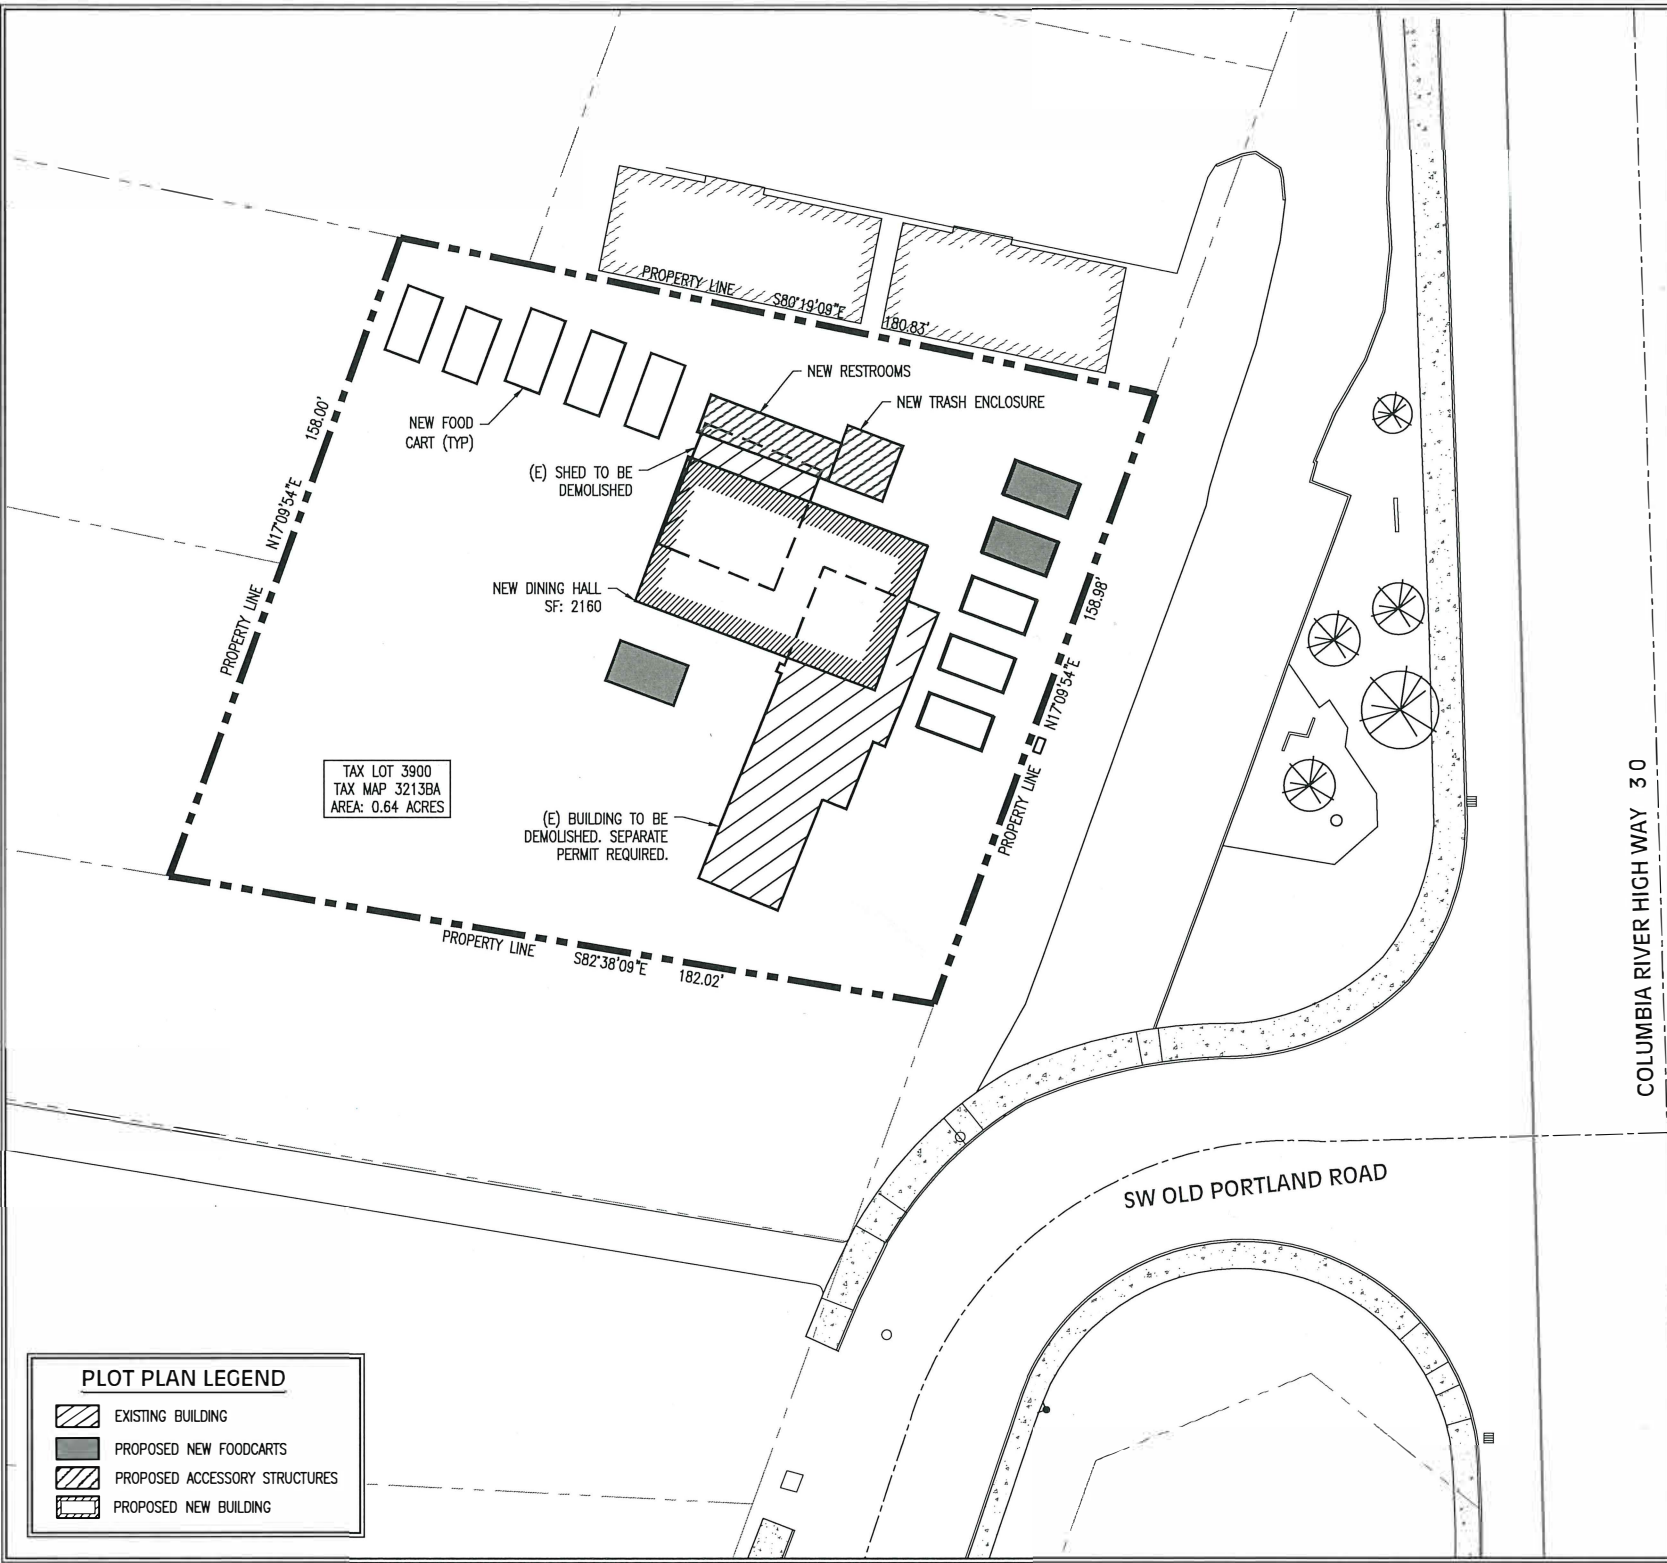 PROPERTY LINE
S80°19'09"E
180.83'
NEW RESTROOMS
NEW TRASH ENCLOSURE
158.00'
NEW FOOD
CART (TYP)
(E) SHED TO BE
DEMOLISHED
N17°09'54"E
PROPERTY LINE
NEW DINING HALL
SF: 2160
158.98'
N17°09'54"E
PROPERTY LINE
TAX LOT 3900
TAX MAP 3213BA
AREA: 0.64 ACRES
(E) BUILDING TO BE
DEMOLISHED. SEPARATE
PERMIT REQUIRED.
PROPERTY LINE
S82°38'09"E
182.02'
COLUMBIA RIVER HIGHWAY 30
SW OLD PORTLAND ROAD
PLOT PLAN LEGEND
EXISTING BUILDING
PROPOSED NEW FOODCARTS
PROPOSED ACCESSORY STRUCTURES
PROPOSED NEW BUILDING